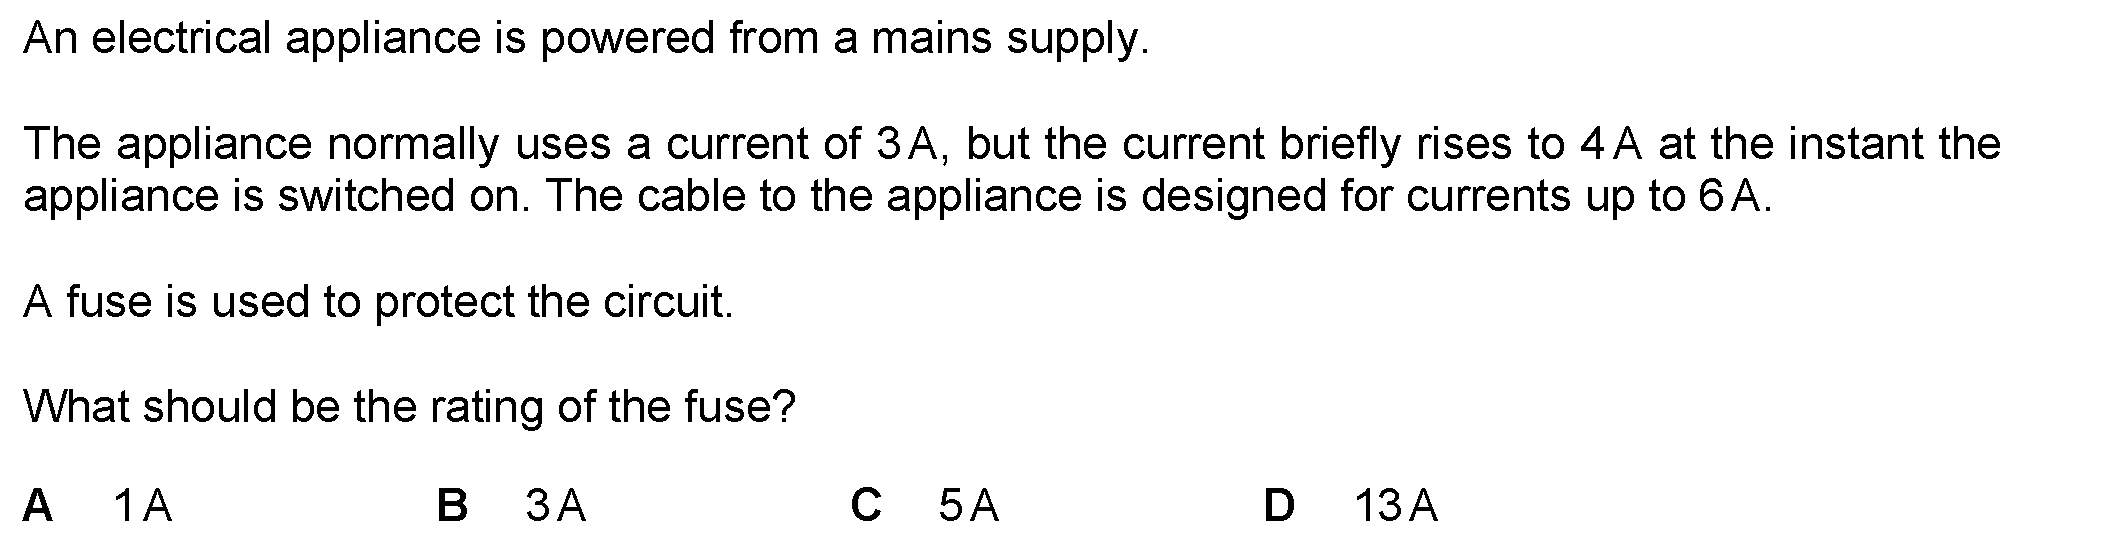 An electrical appliance is powered from a mains supply.
The appliance normally uses a current of 3 A, but the current briefly rises to 4 A at the instant the
appliance is switched on. The cable to the appliance is designed for currents up to 6 A.
A fuse is used to protect the circuit.
What should be the rating of the fuse?
A 1 A B 3 A C 5 A D 13 A